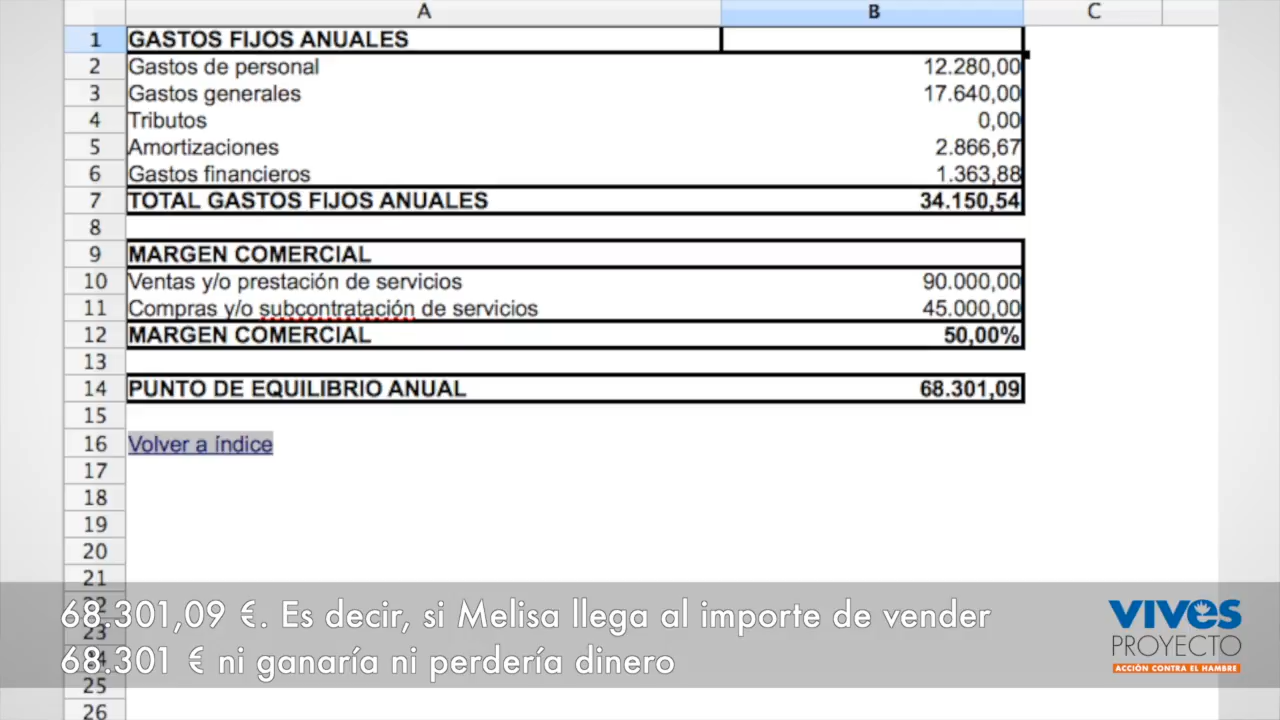 A B C
1 GASTOS FIJOS ANUALES
2 Gastos de personal 12.280,00
3 Gastos generales 17.640,00
4 Tributos 0,00
5 Amortizaciones 2.866,67
6 Gastos financieros 1.363,88
7 TOTAL GASTOS FIJOS ANUALES 34.150,54
8
9 MARGEN COMERCIAL
10 Ventas y/o prestación de servicios 90.000,00
11 Compras y/o subcontratación de servicios 45.000,00
12 MARGEN COMERCIAL 50,00%
13
14 PUNTO DE EQUILIBRIO ANUAL 68.301,09
15
16 Volver a índice
17
18
19
20
21
22
23
24
25
26
68.301,09 €. Es decir, si Melisa llega al importe de vender
68.301 € ni ganaría ni perdería dinero
VIVES
PROYECTO
ACCIÓN CONTRA EL HAMBRE